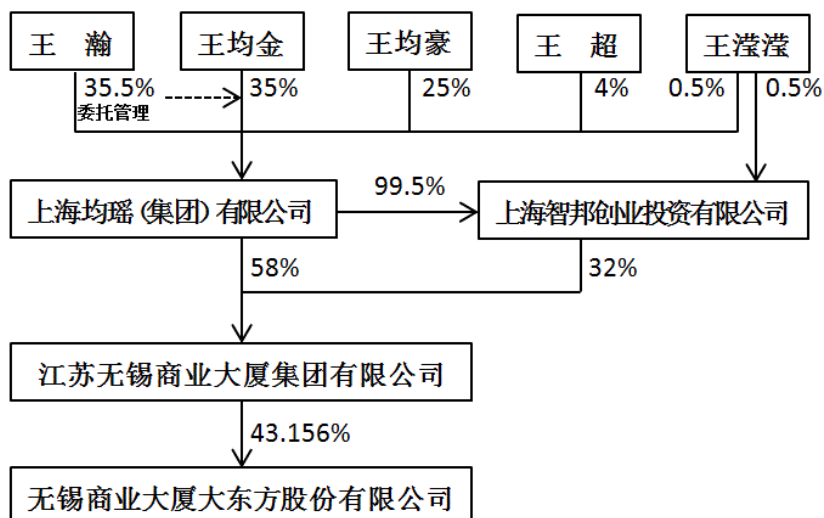 王 瀚
王均金
王均豪
王 超
王滢滢
35.5%
35%
25%
4%
0.5%
0.5%
委托管理
上海均瑶(集团)有限公司
99.5%
上海智邦创业投资有限公司
58%
32%
江苏无锡商业大厦集团有限公司
43.156%
无锡商业大厦大东方股份有限公司